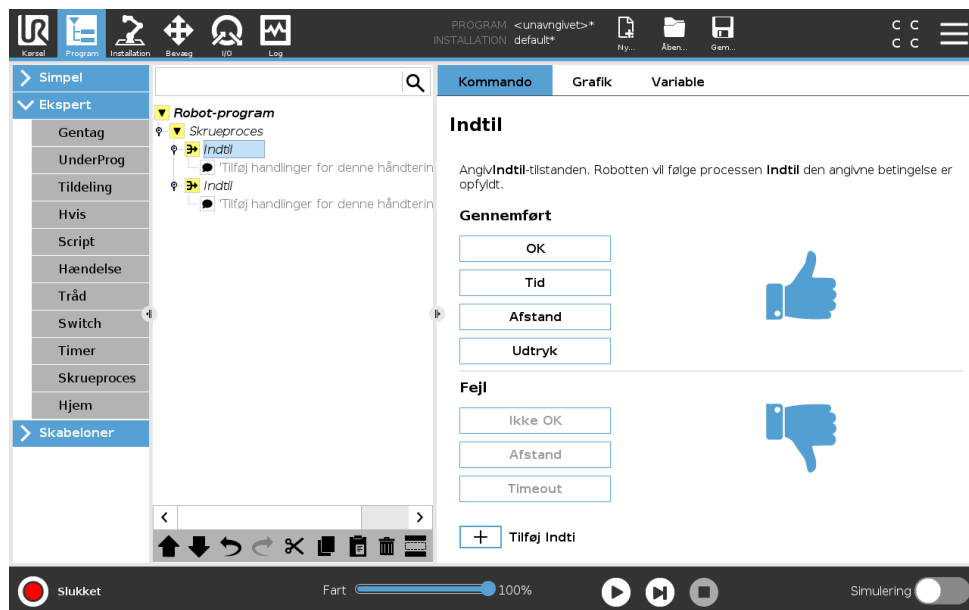 UR
PROGRAM <unavngivet>*
INSTALLATION default*
Kørsel
Program
Installation
Bevæg
I/O
Log
Ny...
Åben...
Gem...
C C
C C
Simpel
Ekspert
Gentag
UnderProg
Tildeling
Hvis
Script
Hændelse
Tråd
Switch
Timer
Skrueproces
Hjem
Skabeloner
Robot-program
Skrueproces
Indtil
'Tilføj handlinger for denne håndterin
Indtil
'Tilføj handlinger for denne håndterin
Kommando Grafik Variable
Indtil
AngivIndtil-tilstanden. Robotten vil følge processen Indtil den angivne betingelse er
opfyldt.
Gennemført
OK
Tid
Afstand
Udtryk
Fejl
Ikke OK
Afstand
Timeout
+ Tilføj Indti
Slukket
Fart 100%
Simulering